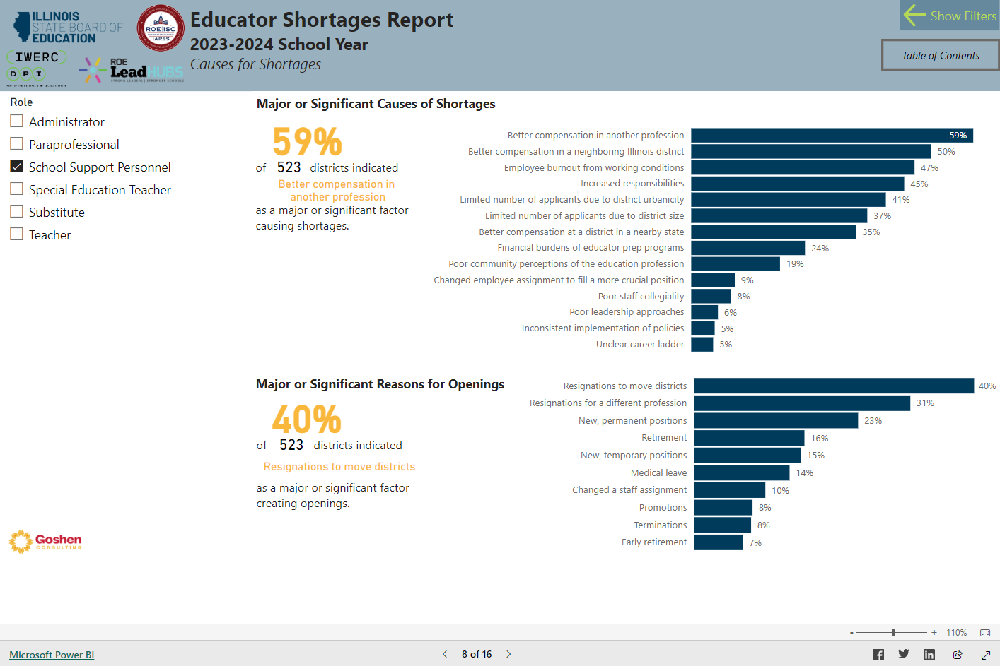 ILLINOIS
STATE BOARD OF
EDUCATION
ROE|ISC
IARSS
IWERC
DPI
ROE
LeadHUBS
STRONG LEADERS | STRONGER SCHOOLS
Educator Shortages Report
2023-2024 School Year
Causes for Shortages
Show Filters
Table of Contents
Role
Administrator
Paraprofessional
School Support Personnel
Special Education Teacher
Substitute
Teacher
Major or Significant Causes of Shortages
59%
of 523 districts indicated
Better compensation in
another profession
as a major or significant factor
causing shortages.
Better compensation in another profession 59%
Better compensation in a neighboring Illinois district 50%
Employee burnout from working conditions 47%
Increased responsibilities 45%
Limited number of applicants due to district urbanicity 41%
Limited number of applicants due to district size 37%
Better compensation at a district in a nearby state 35%
Financial burdens of educator prep programs 24%
Poor community perceptions of the education profession 19%
Changed employee assignment to fill a more crucial position 9%
Poor staff collegiality 8%
Poor leadership approaches 6%
Inconsistent implementation of policies 5%
Unclear career ladder 5%
Major or Significant Reasons for Openings
40%
of 523 districts indicated
Resignations to move districts
as a major or significant factor
creating openings.
Resignations to move districts 40%
Resignations for a different profession 31%
New, permanent positions 23%
Retirement 16%
New, temporary positions 15%
Medical leave 14%
Changed a staff assignment 10%
Promotions 8%
Terminations 8%
Early retirement 7%
Goshen
CONSULTING
- + 110%
Microsoft Power BI
8 of 16